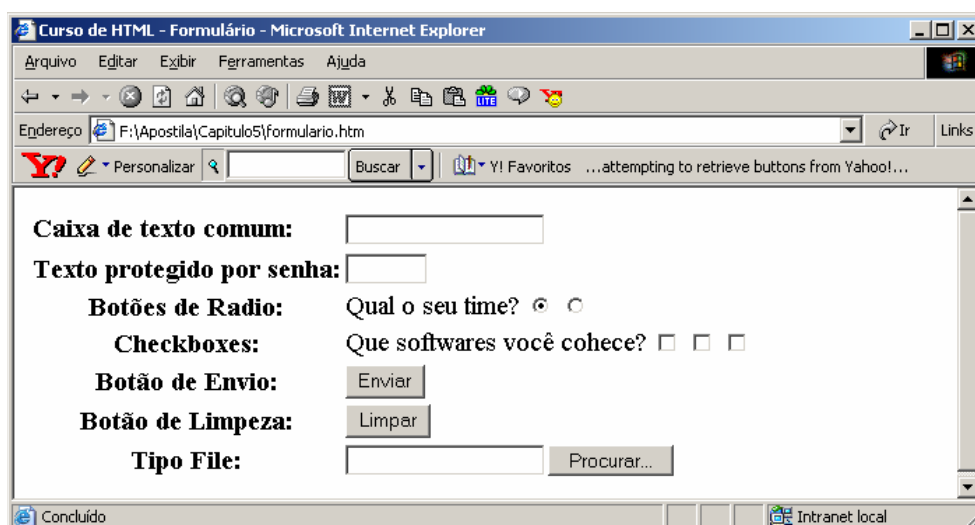 Curso de HTML - Formulário - Microsoft Internet Explorer
Arquivo Editar Exibir Ferramentas Ajuda
Endereço F:\Apostila\Capitulo5\formulario.htm Ir Links
Y! Personalizar Buscar Y! Favoritos ...attempting to retrieve buttons from Yahoo!...
Caixa de texto comum:
Texto protegido por senha:
Botões de Radio: Qual o seu time?
Checkboxes: Que softwares você cohece?
Botão de Envio: Enviar
Botão de Limpeza: Limpar
Tipo File: Procurar...
Concluído Intranet local